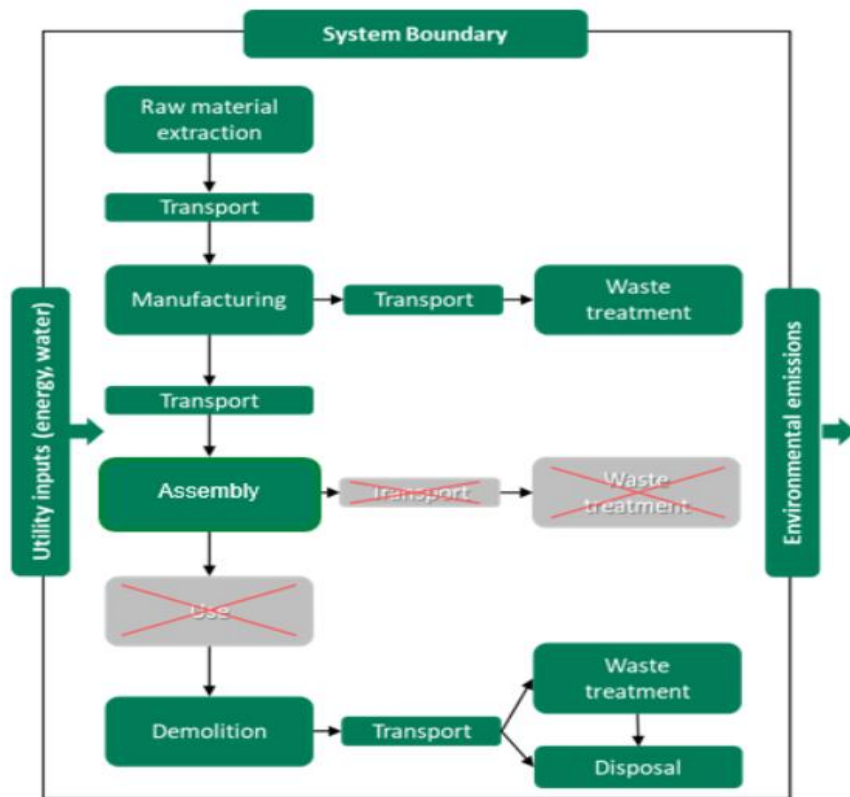 System Boundary
Raw material
extraction
Transport
Manufacturing
Transport
Waste
treatment
Utility inputs (energy, water)
Environmental emissions
Transport
Assembly
Transport
Waste
treatment
Use
Demolition
Transport
Waste
treatment
Disposal